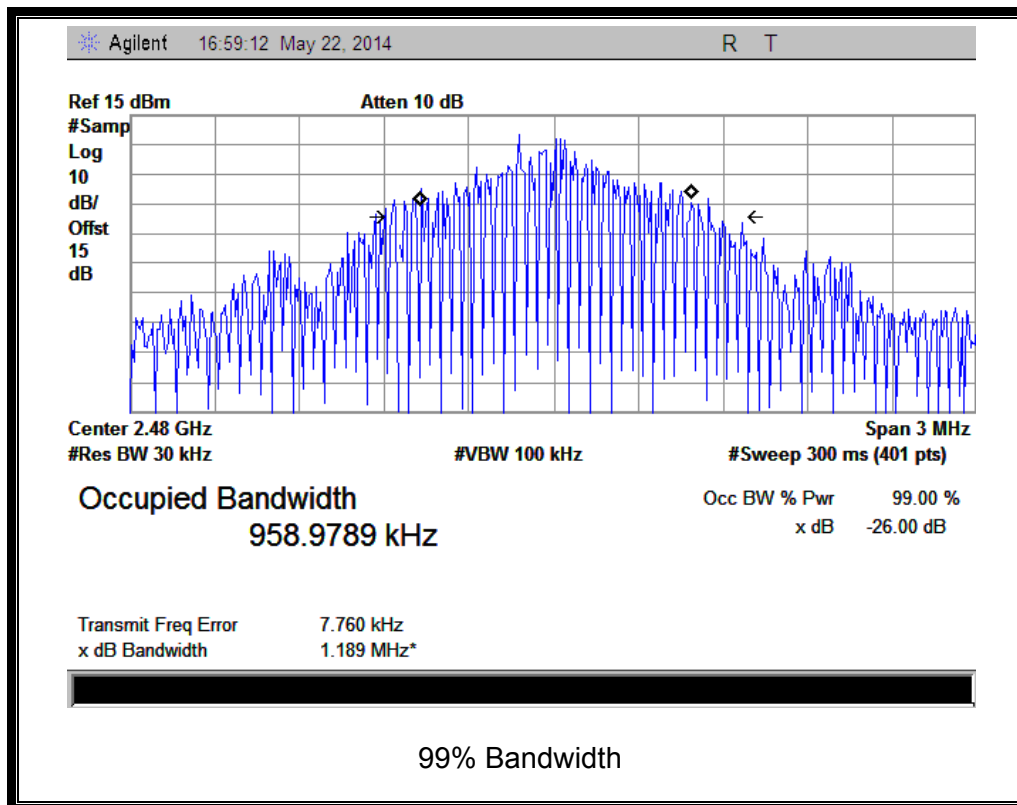 Agilent 16:59:12 May 22, 2014 R T
Ref 15 dBm Atten 10 dB
#Samp
Log
10
dB/
Offst
15
dB
Center 2.48 GHz Span 3 MHz
#Res BW 30 kHz #VBW 100 kHz #Sweep 300 ms (401 pts)
Occupied Bandwidth Occ BW % Pwr 99.00 %
958.9789 kHz x dB -26.00 dB
Transmit Freq Error 7.760 kHz
x dB Bandwidth 1.189 MHz*
99% Bandwidth